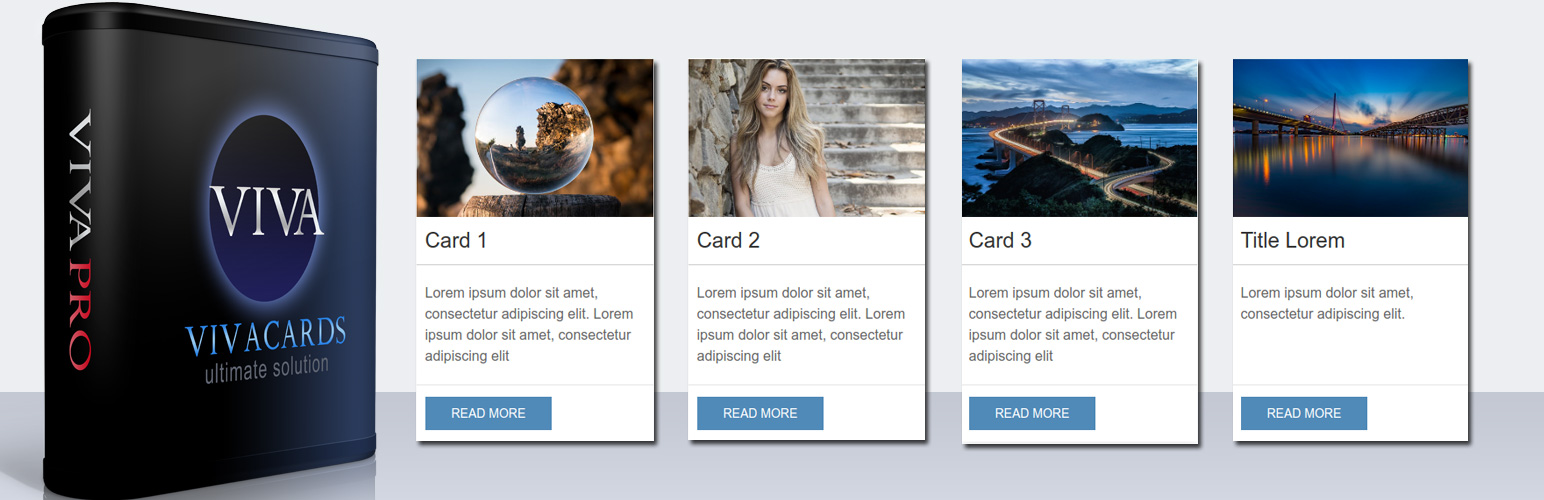 VIVA PRO
VIVA
VIVACARDS
ultimate solution
Card 1
Lorem ipsum dolor sit amet,
consectetur adipiscing elit. Lorem
ipsum dolor sit amet, consectetur
adipiscing elit
READ MORE
Card 2
Lorem ipsum dolor sit amet,
consectetur adipiscing elit. Lorem
ipsum dolor sit amet, consectetur
adipiscing elit
READ MORE
Card 3
Lorem ipsum dolor sit amet,
consectetur adipiscing elit. Lorem
ipsum dolor sit amet, consectetur
adipiscing elit
READ MORE
Title Lorem
Lorem ipsum dolor sit amet,
consectetur adipiscing elit.
READ MORE